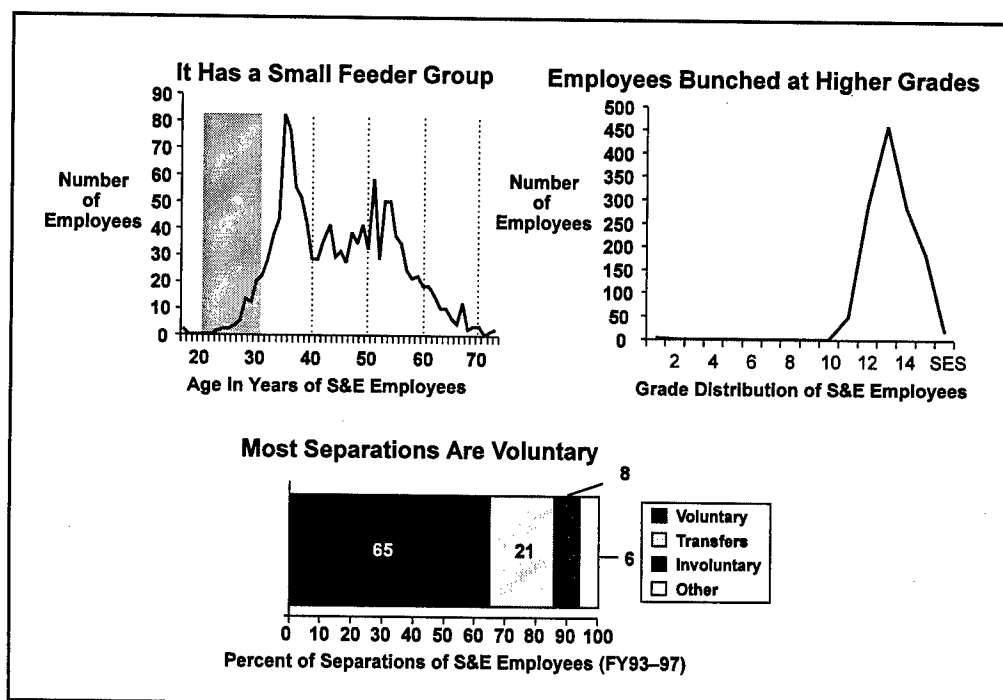 It Has a Small Feeder Group
90
80
70
60
50
40
30
20
10
0
Number
of
Employees
20 30 40 50 60 70
Age in Years of S&E Employees
Employees Bunched at Higher Grades
500
450
400
350
300
250
200
150
100
50
0
Number
of
Employees
2 4 6 8 10 12 14 SES
Grade Distribution of S&E Employees
Most Separations Are Voluntary
8
65 21 6
Voluntary
Transfers
Involuntary
Other
0 10 20 30 40 50 60 70 80 90 100
Percent of Separations of S&E Employees (FY93–97)